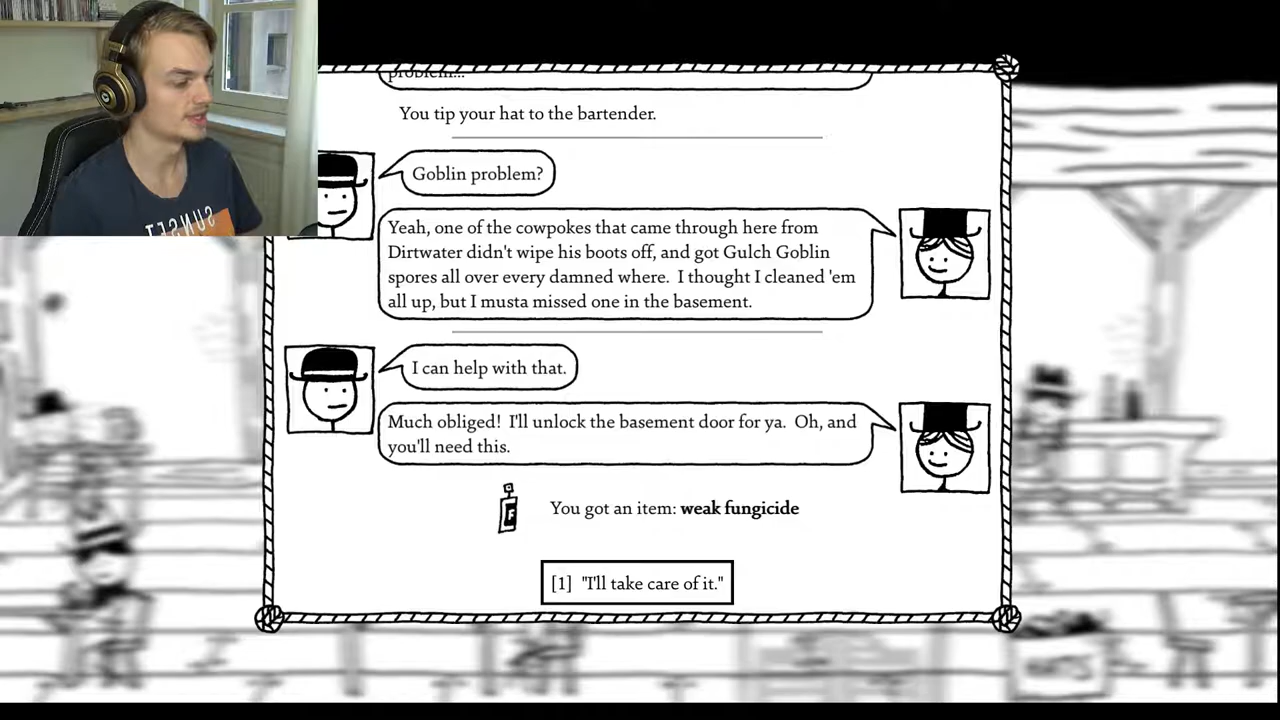 problem...
You tip your hat to the bartender.
Goblin problem?
Yeah, one of the cowpokes that came through here from
Dirtwater didn't wipe his boots off, and got Gulch Goblin
spores all over every damned where.  I thought I cleaned 'em
all up, but I musta missed one in the basement.
I can help with that.
Much obliged!  I'll unlock the basement door for ya.  Oh, and
you'll need this.
F
You got an item: weak fungicide
[1]  "I'll take care of it."
SUNSET